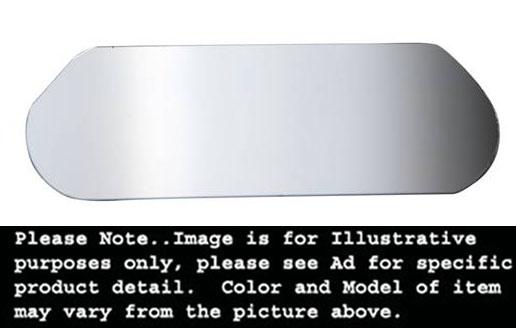 Please Note..Image is for Illustrative
purposes only, please see Ad for specific
product detail.  Color and Model of item
may vary from the picture above.